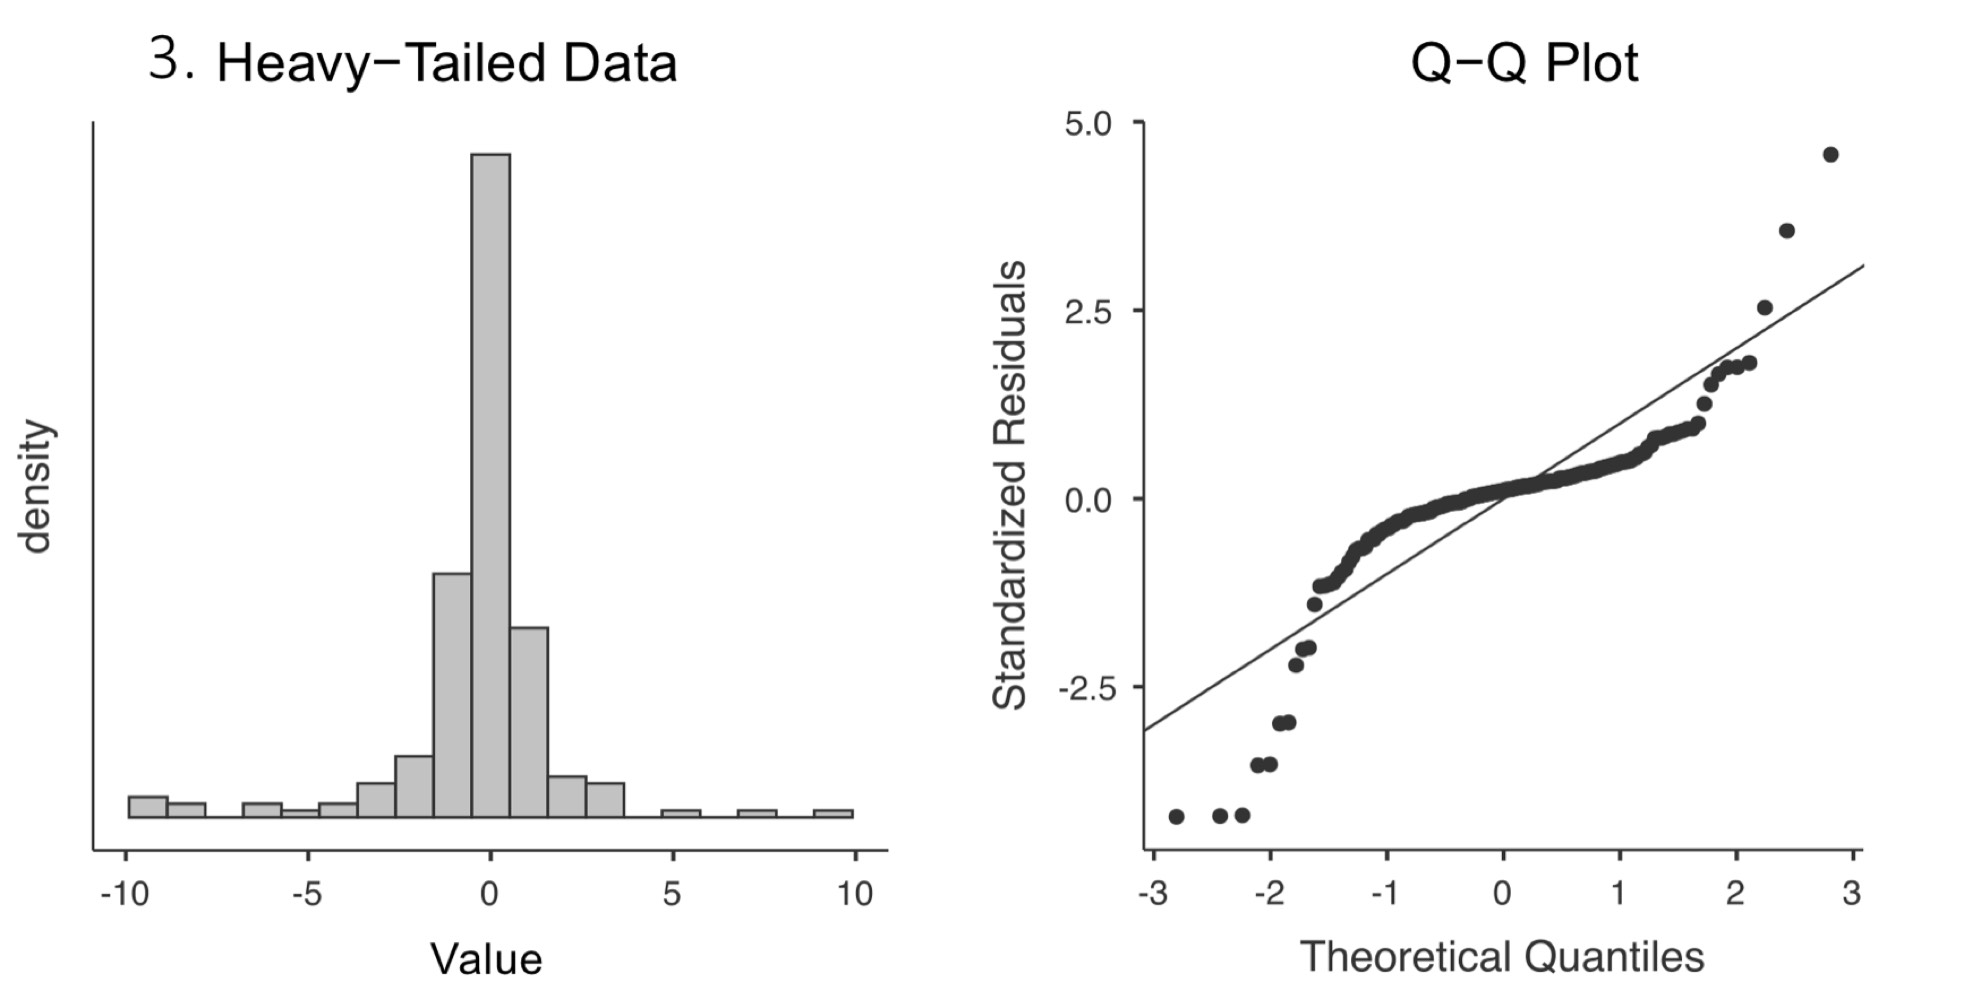 3. Heavy−Tailed Data
density
-10 -5 0 5 10
Value
Q−Q Plot
Standardized Residuals
5.0
2.5
0.0
-2.5
-3 -2 -1 0 1 2 3
Theoretical Quantiles